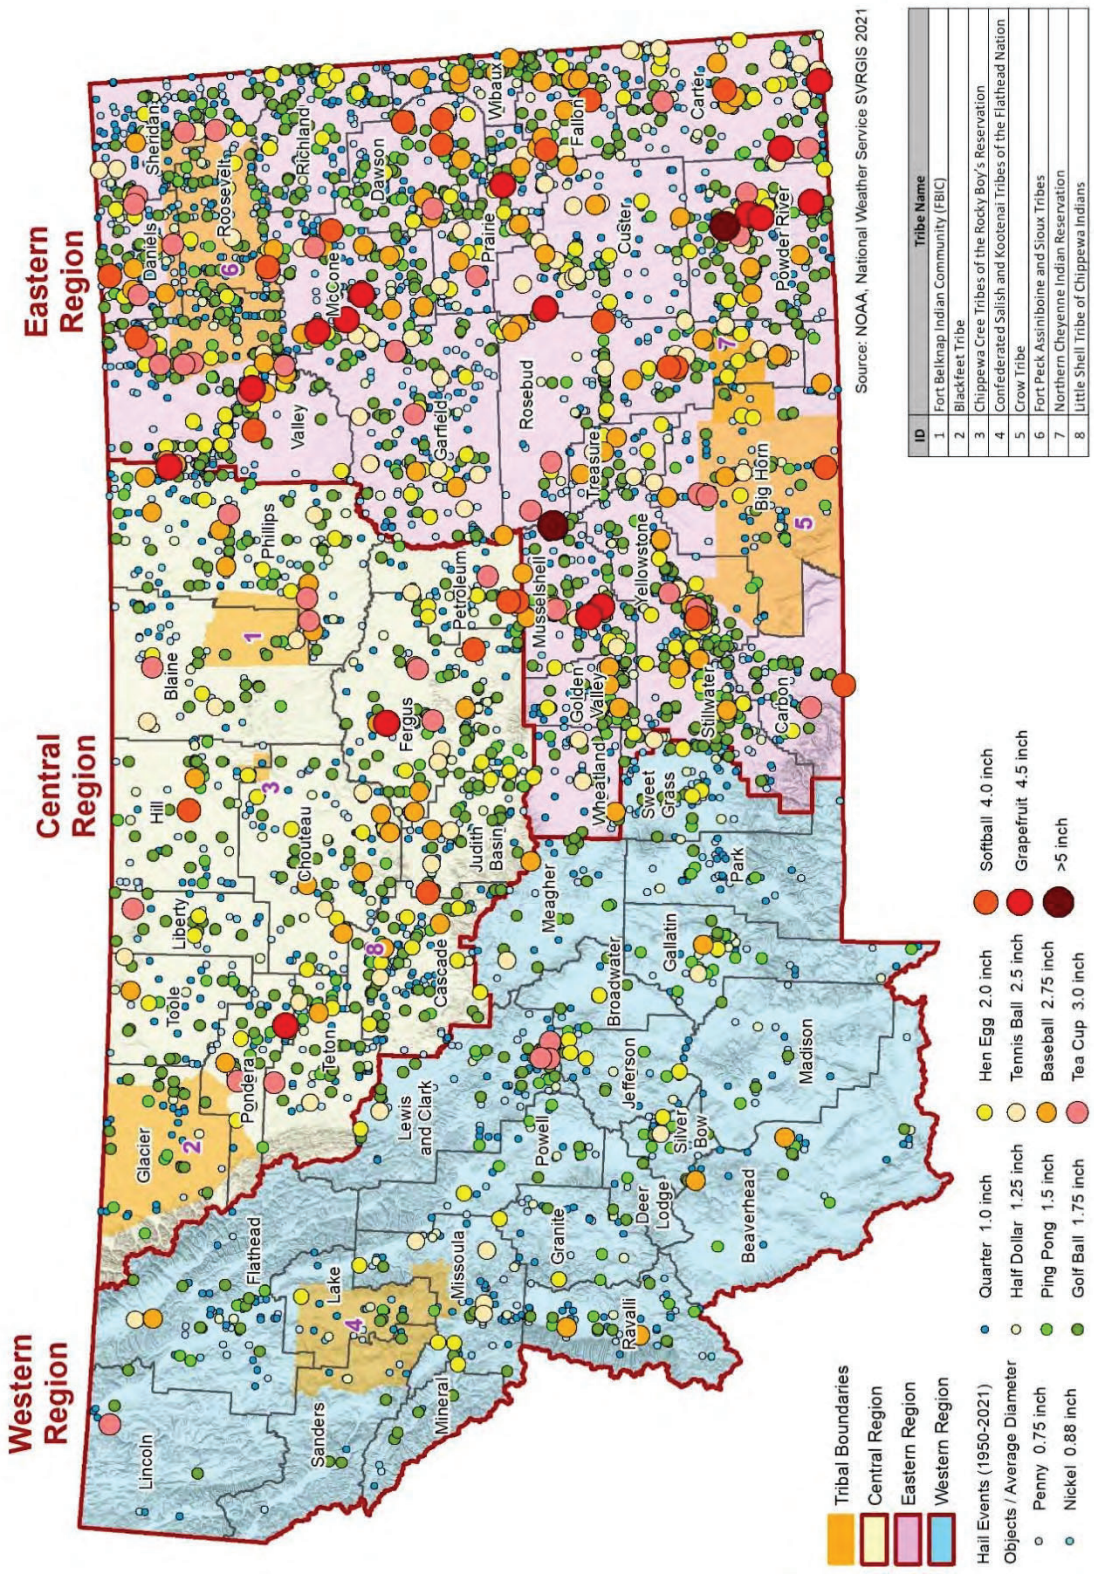 Western
Region
Central
Region
Eastern
Region
Lincoln
Flathead
Glacier
2
Toole
Liberty
Hill
Blaine
Phillips
1
3
Valley
Daniels
Sheridan
Roosevelt
6
Richland
McCone
Dawson
Wibaux
Prairie
Garfield
Fallon
Carter
Custer
Powder River
Rosebud
Treasure
7
Big Horn
5
Yellowstone
Musselshell
Golden
Valley
Wheatland
Stillwater
Carbon
Sweet
Grass
Petroleum
Fergus
Judith
Basin
Chouteau
8
Cascade
Teton
Pondera
Sanders
Lake
4
Mineral
Missoula
Ravalli
Granite
Powell
Lewis
and Clark
Deer
Lodge
Silver
Bow
Jefferson
Broadwater
Meagher
Gallatin
Park
Madison
Beaverhead
Source: NOAA, National Weather Service SVRGIS 2021
Tribal Boundaries
Central Region
Eastern Region
Western Region
Hail Events (1950-2021)
Objects / Average Diameter
Penny 0.75 inch
Nickel 0.88 inch
Quarter 1.0 inch
Half Dollar 1.25 inch
Ping Pong 1.5 inch
Golf Ball 1.75 inch
Hen Egg 2.0 inch
Tennis Ball 2.5 inch
Baseball 2.75 inch
Tea Cup 3.0 inch
Softball 4.0 inch
Grapefruit 4.5 inch
>5 inch
ID Tribe Name
1 Fort Belknap Indian Community (FBIC)
2 Blackfeet Tribe
3 Chippewa Cree Tribes of the Rocky Boy's Reservation
4 Confederated Salish and Kootenai Tribes of the Flathead Nation
5 Crow Tribe
6 Fort Peck Assiniboine and Sioux Tribes
7 Northern Cheyenne Indian Reservation
8 Little Shell Tribe of Chippewa Indians